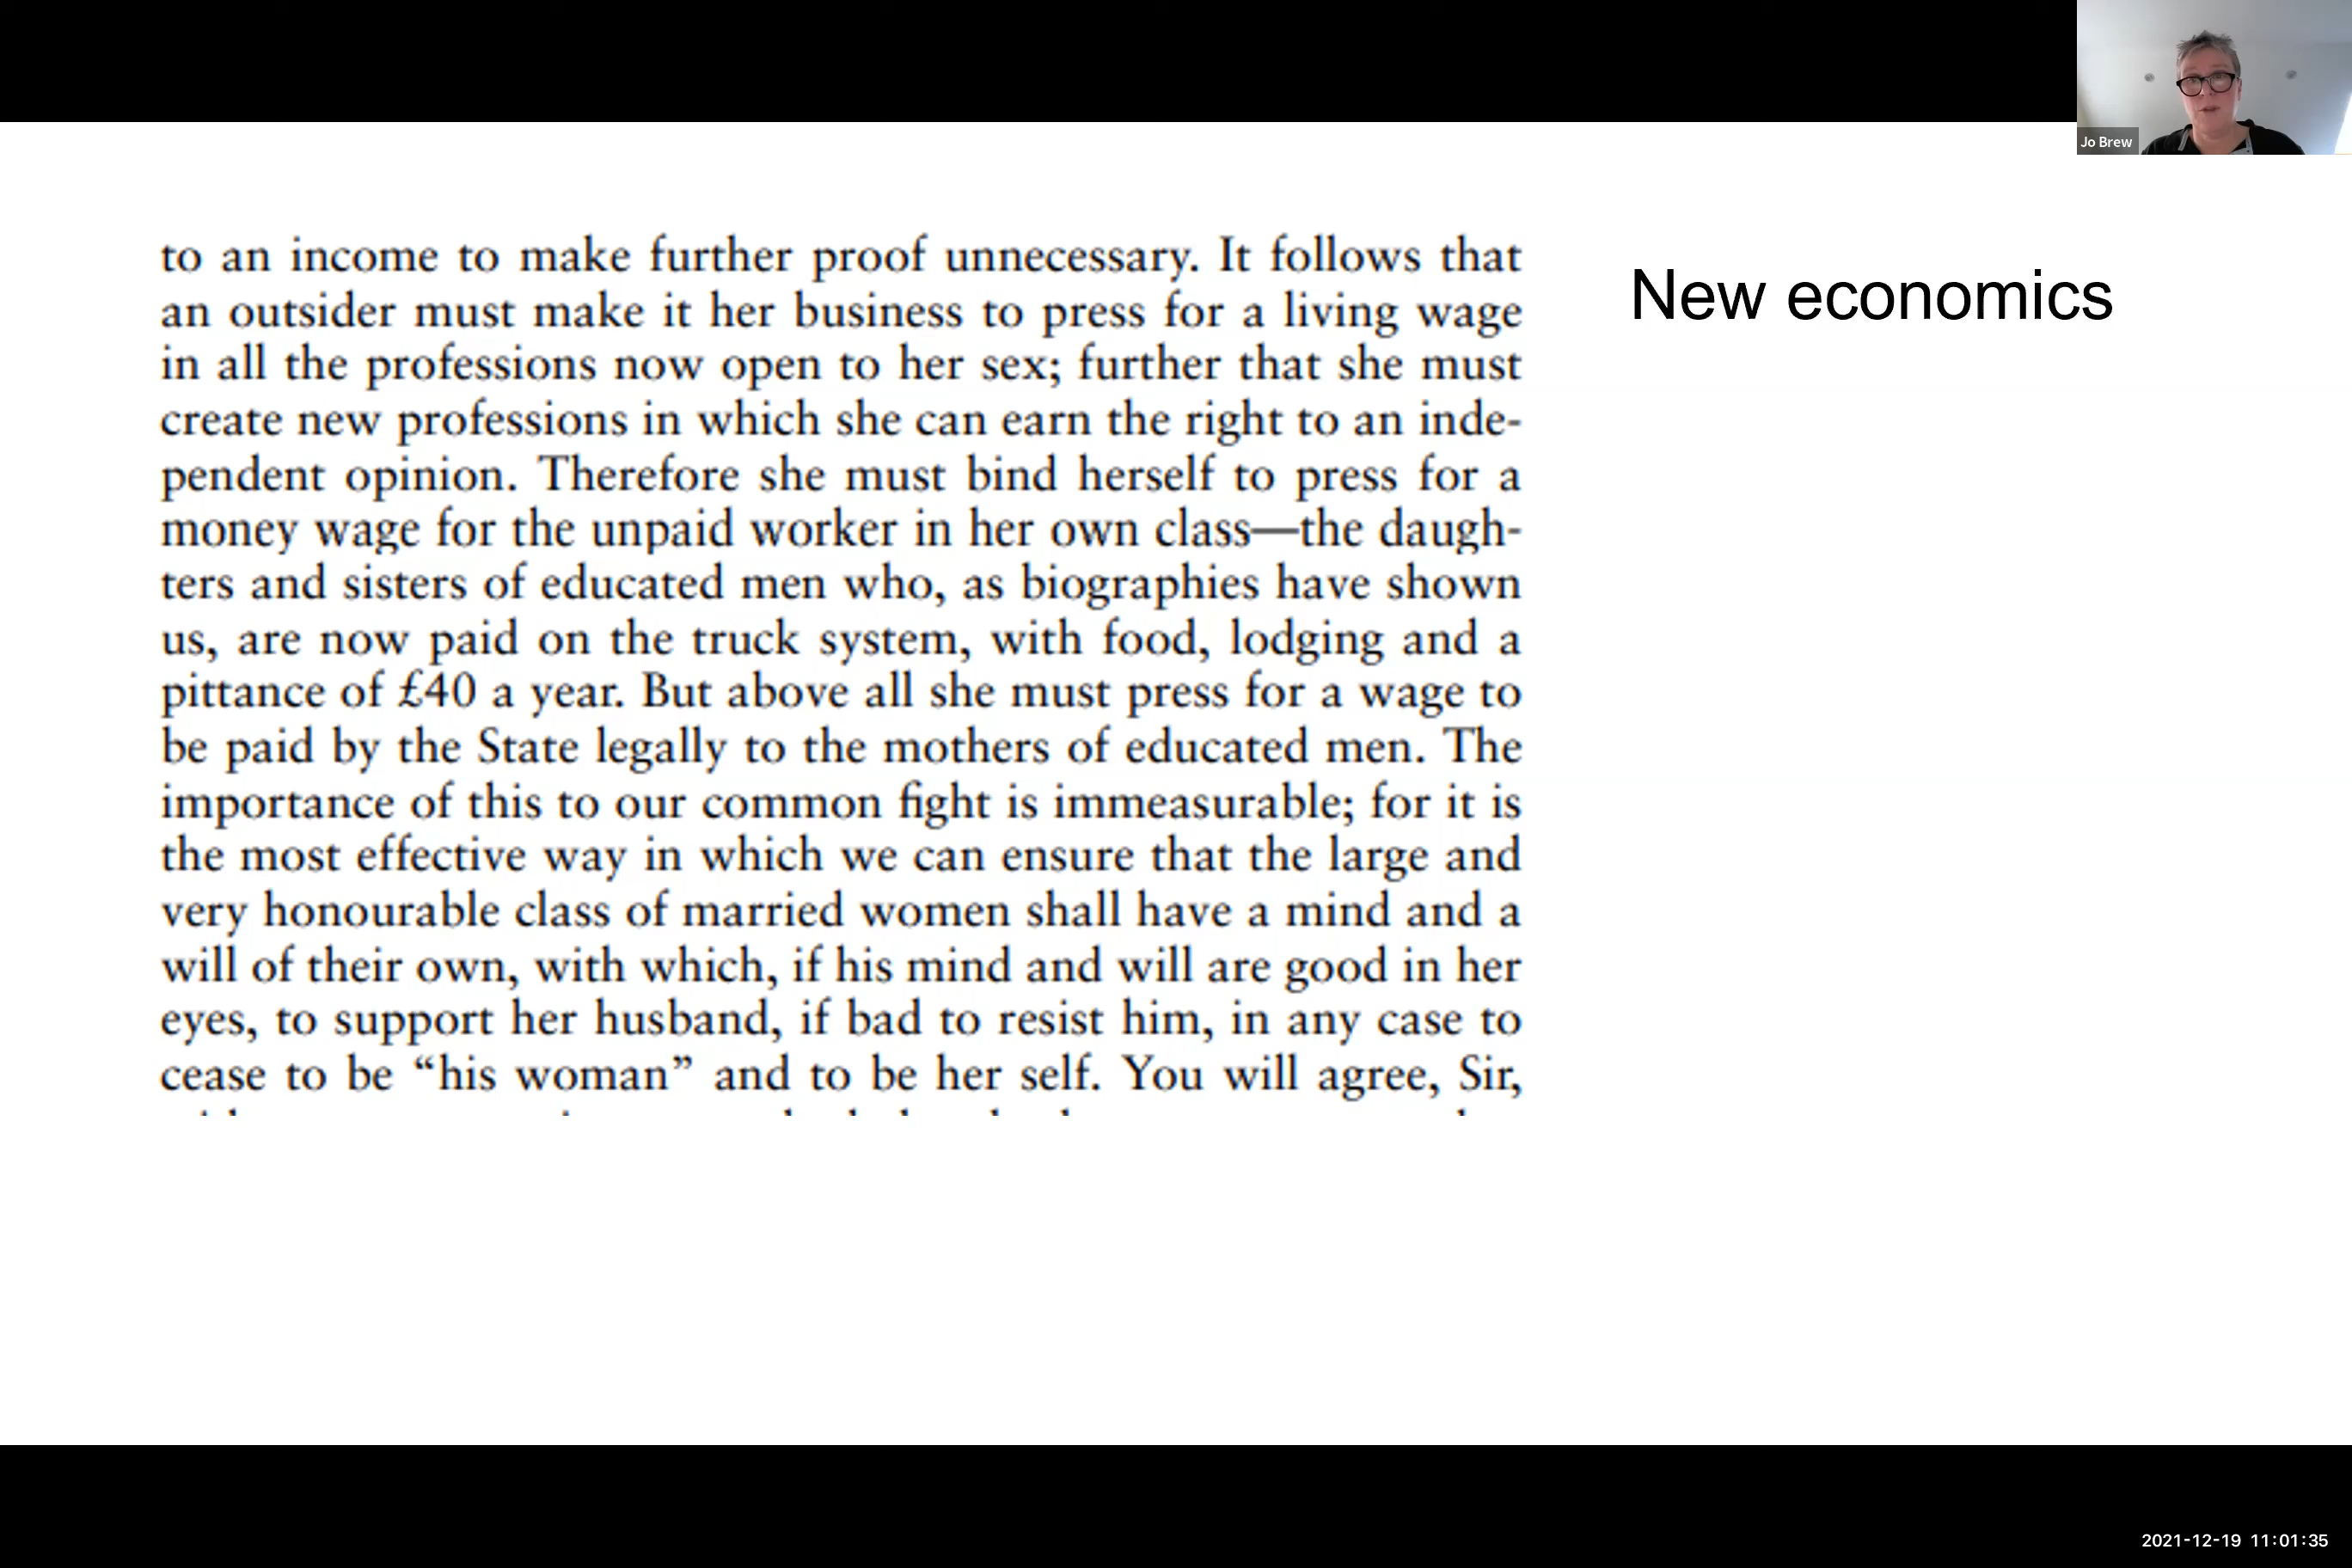 Jo Brew
to an income to make further proof unnecessary. It follows that
an outsider must make it her business to press for a living wage
in all the professions now open to her sex; further that she must
create new professions in which she can earn the right to an inde-
pendent opinion. Therefore she must bind herself to press for a
money wage for the unpaid worker in her own class—the daugh-
ters and sisters of educated men who, as biographies have shown
us, are now paid on the truck system, with food, lodging and a
pittance of £40 a year. But above all she must press for a wage to
be paid by the State legally to the mothers of educated men. The
importance of this to our common fight is immeasurable; for it is
the most effective way in which we can ensure that the large and
very honourable class of married women shall have a mind and a
will of their own, with which, if his mind and will are good in her
eyes, to support her husband, if bad to resist him, in any case to
cease to be “his woman” and to be her self. You will agree, Sir,
New economics
2021-12-19 11:01:35